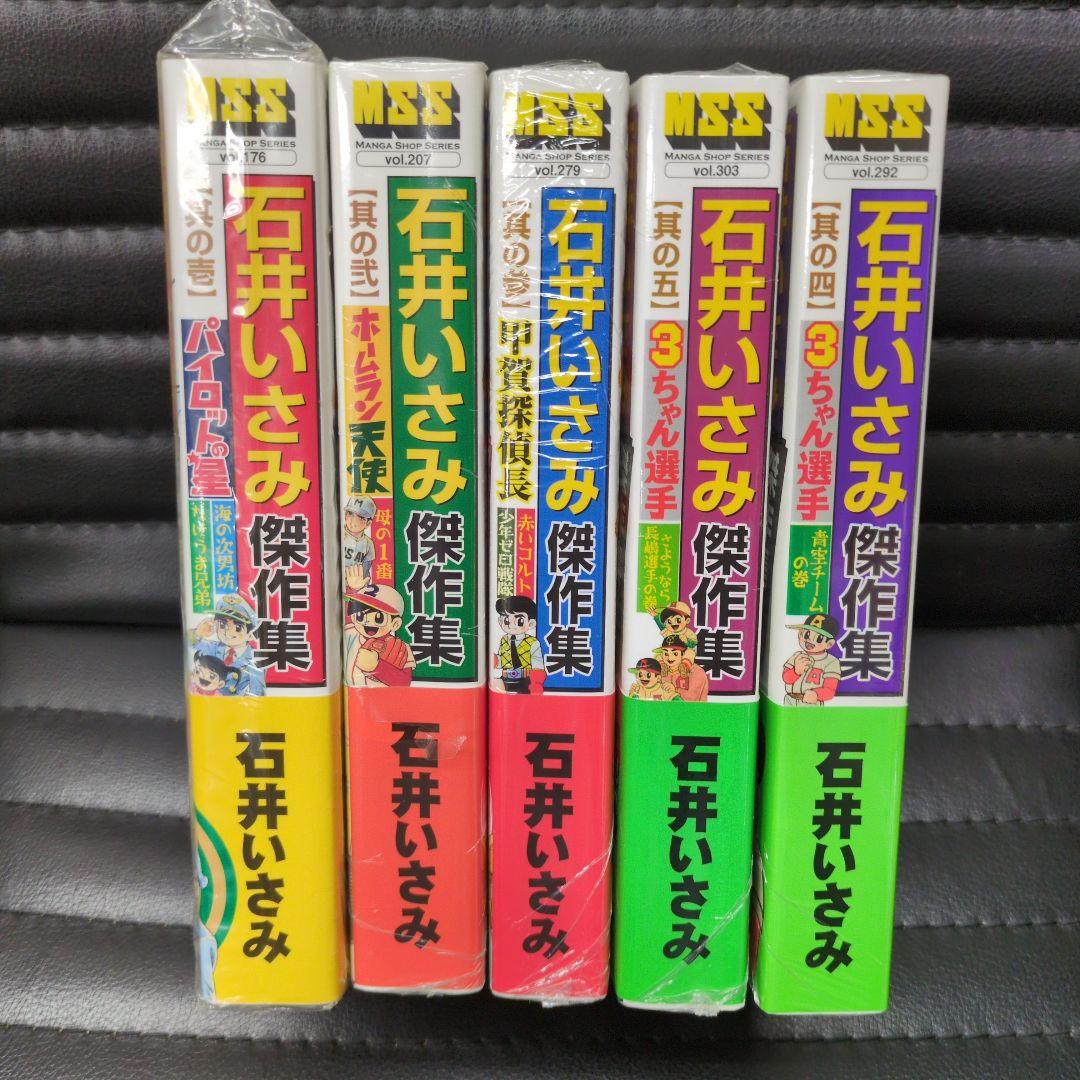 MSS
MANGA SHOP SERIES
vol.176
石井いさみ傑作集
【其の壱】
パイロットの星
海の次男坊
石井いさみ
MSS
MANGA SHOP SERIES
vol.207
石井いさみ傑作集
【其の弐】
ホームラン天使
母の1番
石井いさみ
MSS
MANGA SHOP SERIES
vol.279
石井いさみ傑作集
【其の参】
甲賀探偵長
赤いコルト
少年ゼロ戦隊
石井いさみ
MSS
MANGA SHOP SERIES
vol.303
石井いさみ傑作集
【其の五】
3ちゃん選手
さようなら
長嶋選手の巻
石井いさみ
MSS
MANGA SHOP SERIES
vol.292
石井いさみ傑作集
【其の四】
3ちゃん選手
青空チーム
の巻
石井いさみ